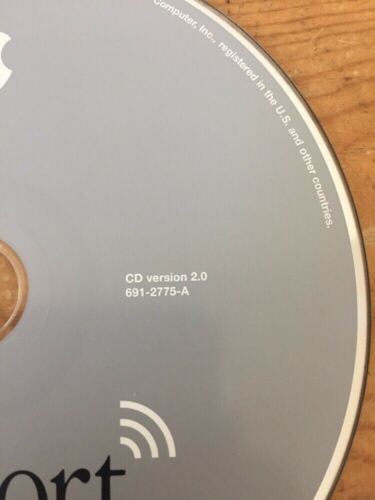 Computer, Inc., registered in the U.S. and other countries.
CD version 2.0
691-2775-A
ort